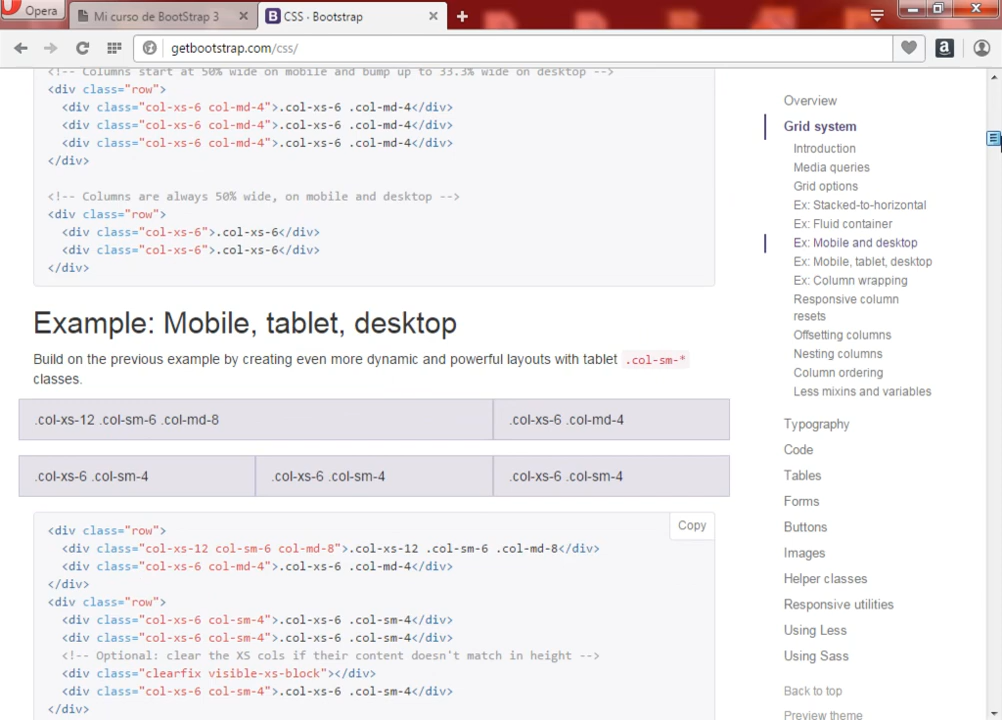 Opera
Mi curso de BootStrap 3
CSS · Bootstrap
getbootstrap.com/css/
<!-- Columns start at 50% wide on mobile and bump up to 33.3% wide on desktop -->
<div class="row">
<div class="col-xs-6 col-md-4">.col-xs-6 .col-md-4</div>
<div class="col-xs-6 col-md-4">.col-xs-6 .col-md-4</div>
<div class="col-xs-6 col-md-4">.col-xs-6 .col-md-4</div>
</div>
<!-- Columns are always 50% wide, on mobile and desktop -->
<div class="row">
<div class="col-xs-6">.col-xs-6</div>
<div class="col-xs-6">.col-xs-6</div>
</div>
Example: Mobile, tablet, desktop
Build on the previous example by creating even more dynamic and powerful layouts with tablet .col-sm-*
classes.
.col-xs-12 .col-sm-6 .col-md-8
.col-xs-6 .col-md-4
.col-xs-6 .col-sm-4
.col-xs-6 .col-sm-4
.col-xs-6 .col-sm-4
Copy
<div class="row">
<div class="col-xs-12 col-sm-6 col-md-8">.col-xs-12 .col-sm-6 .col-md-8</div>
<div class="col-xs-6 col-md-4">.col-xs-6 .col-md-4</div>
</div>
<div class="row">
<div class="col-xs-6 col-sm-4">.col-xs-6 .col-sm-4</div>
<div class="col-xs-6 col-sm-4">.col-xs-6 .col-sm-4</div>
<!-- Optional: clear the XS cols if their content doesn't match in height -->
<div class="clearfix visible-xs-block"></div>
<div class="col-xs-6 col-sm-4">.col-xs-6 .col-sm-4</div>
</div>
Overview
Grid system
Introduction
Media queries
Grid options
Ex: Stacked-to-horizontal
Ex: Fluid container
Ex: Mobile and desktop
Ex: Mobile, tablet, desktop
Ex: Column wrapping
Responsive column
resets
Offsetting columns
Nesting columns
Column ordering
Less mixins and variables
Typography
Code
Tables
Forms
Buttons
Images
Helper classes
Responsive utilities
Using Less
Using Sass
Back to top
Preview theme